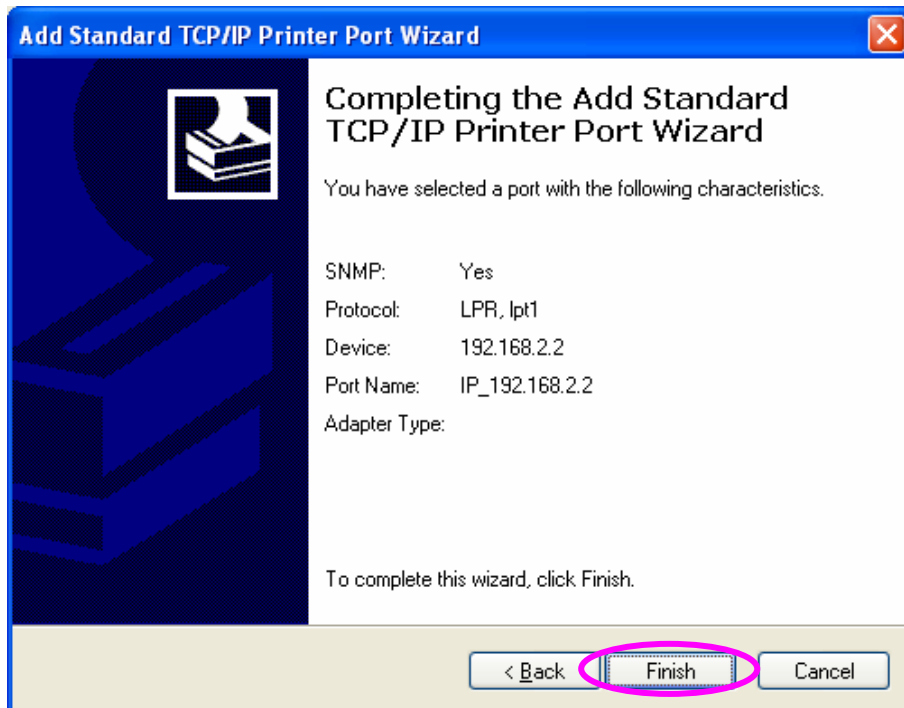 Add Standard TCP/IP Printer Port Wizard
Completing the Add Standard
TCP/IP Printer Port Wizard
You have selected a port with the following characteristics.
SNMP: Yes
Protocol: LPR, lpt1
Device: 192.168.2.2
Port Name: IP_192.168.2.2
Adapter Type:
To complete this wizard, click Finish.
< Back Finish Cancel